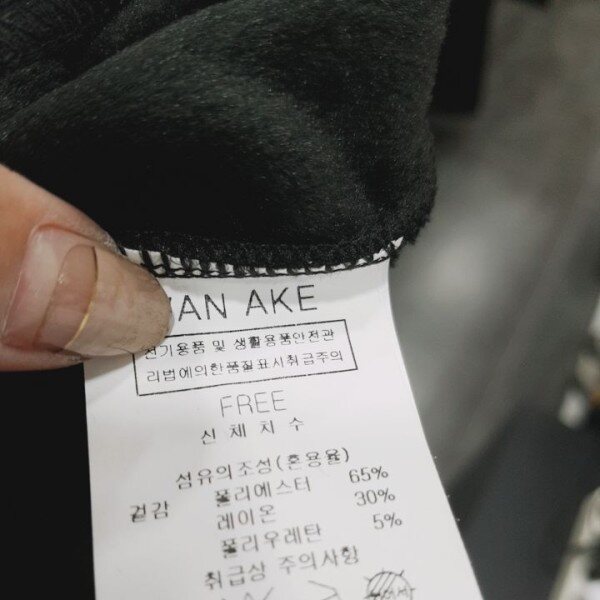 AN AKE
전기용품 및 생활용품안전관
리법에의한품질표시취급주의
FREE
신체치수
섬유의조성(혼용율)
폴리에스터 65%
겉감 레이온 30%
폴리우레탄 5%
취급상 주의사항